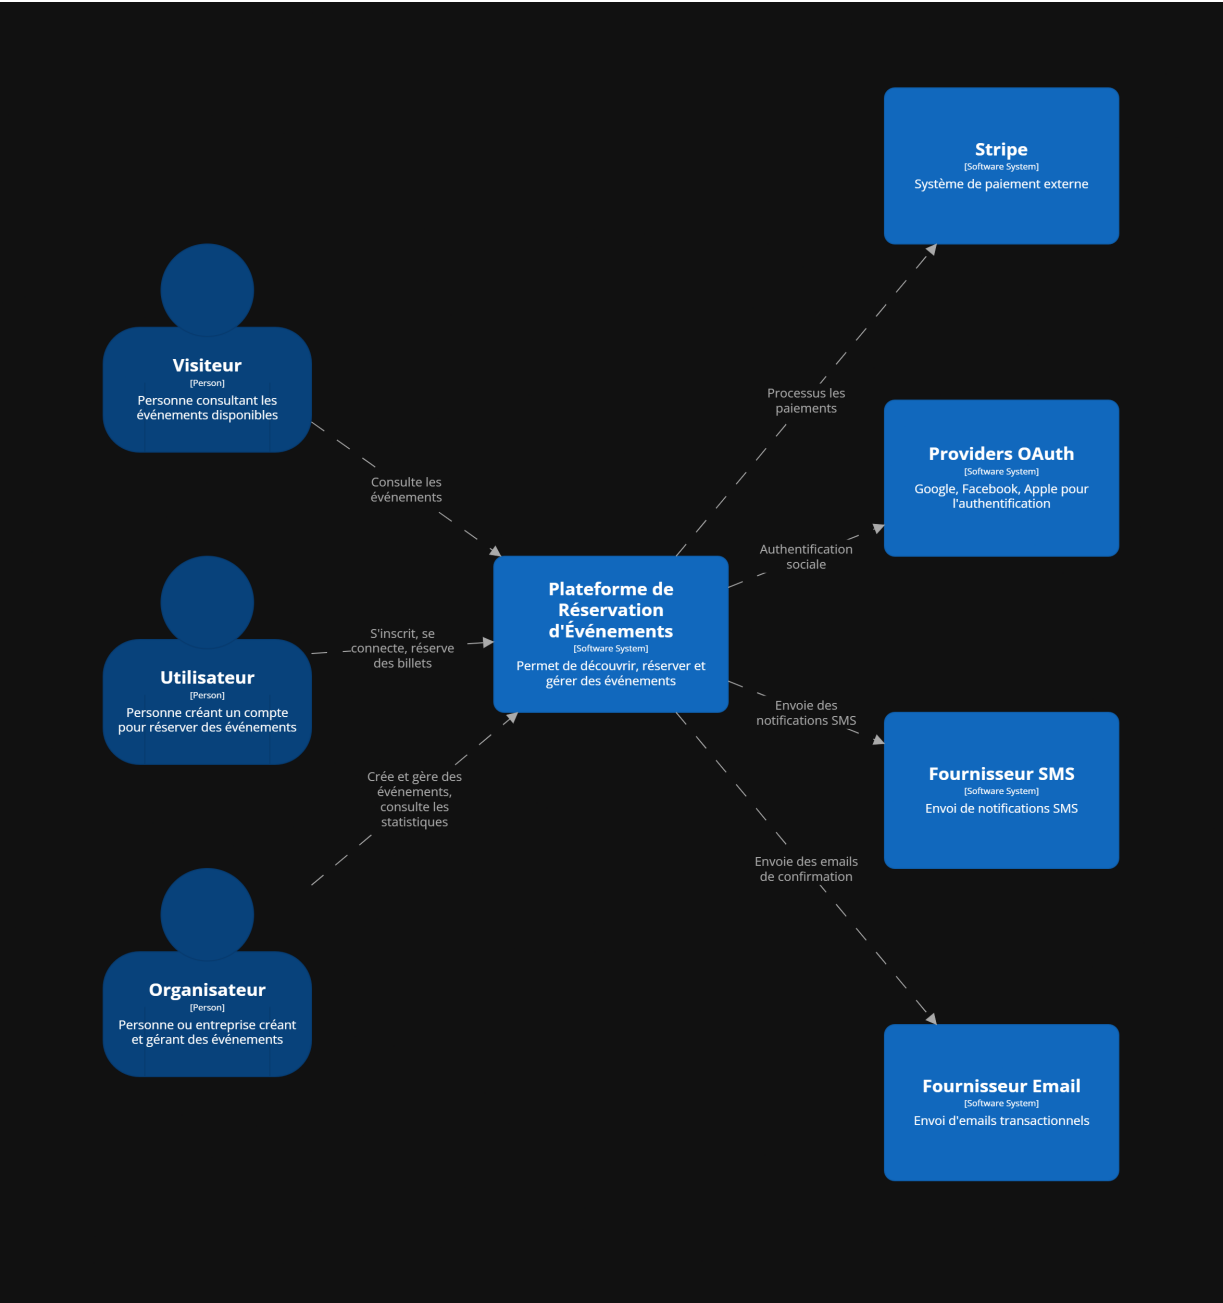 Stripe
[Software System]
Système de paiement externe
Visiteur
[Person]
Personne consultant les
événements disponibles
Processus les
paiements
Providers OAuth
[Software System]
Google, Facebook, Apple pour
l'authentification
Consulte les
événements
Authentification
sociale
Plateforme de
Réservation
d'Événements
[Software System]
Permet de découvrir, réserver et
gérer des événements
S'inscrit, se
connecte, réserve
des billets
Utilisateur
[Person]
Personne créant un compte
pour réserver des événements
Envoie des
notifications SMS
Fournisseur SMS
[Software System]
Envoi de notifications SMS
Crée et gère des
événements,
consulte les
statistiques
Envoie des emails
de confirmation
Organisateur
[Person]
Personne ou entreprise créant
et gérant des événements
Fournisseur Email
[Software System]
Envoi d'emails transactionnels